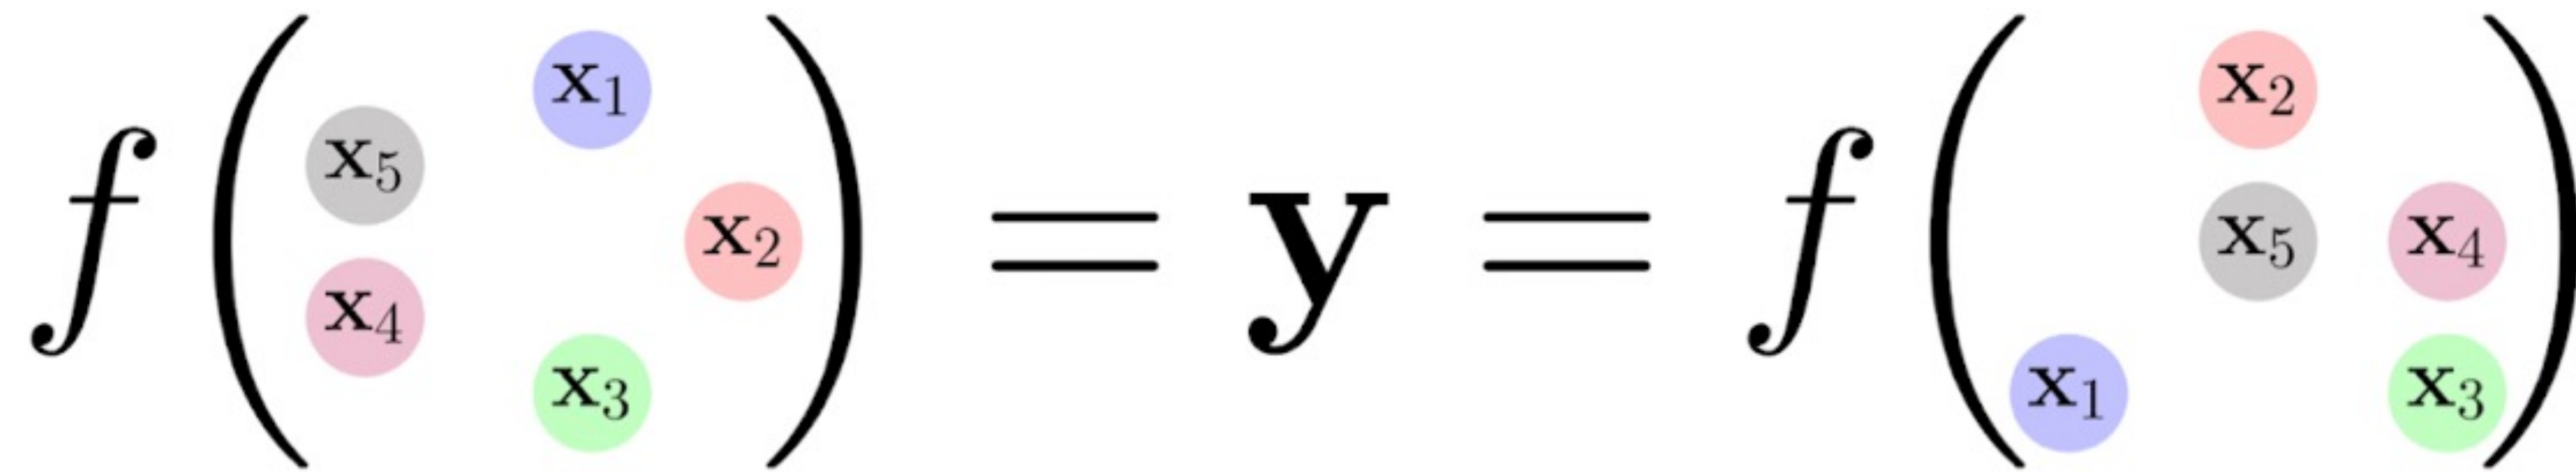 f ( x₅ x₄ x₁ x₃ x₂ ) = y = f ( x₁ x₂ x₅ x₄ x₃ )